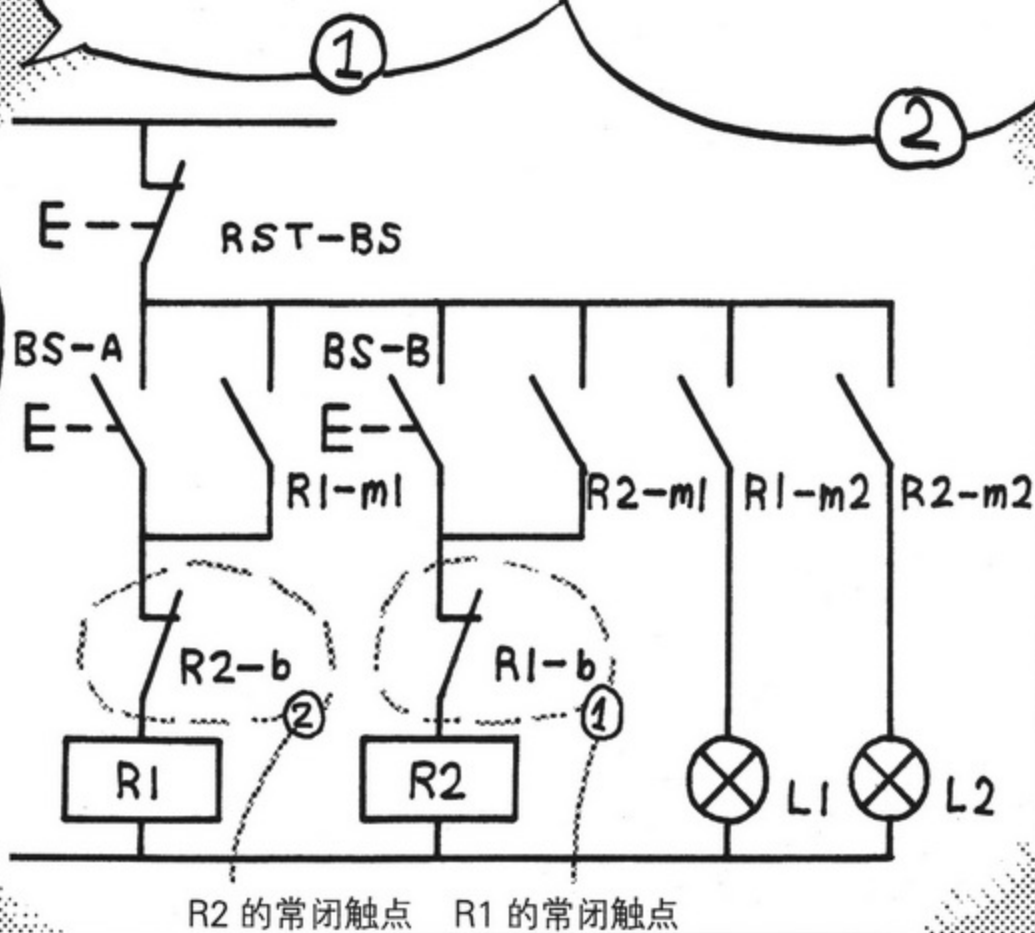 1
2
E
RST-BS
BS-A
BS-B
E
E
R1-m1
R2-m1
R1-m2
R2-m2
R2-b
R1-b
2
1
R1
R2
L1
L2
R2 的常闭触点
R1 的常闭触点